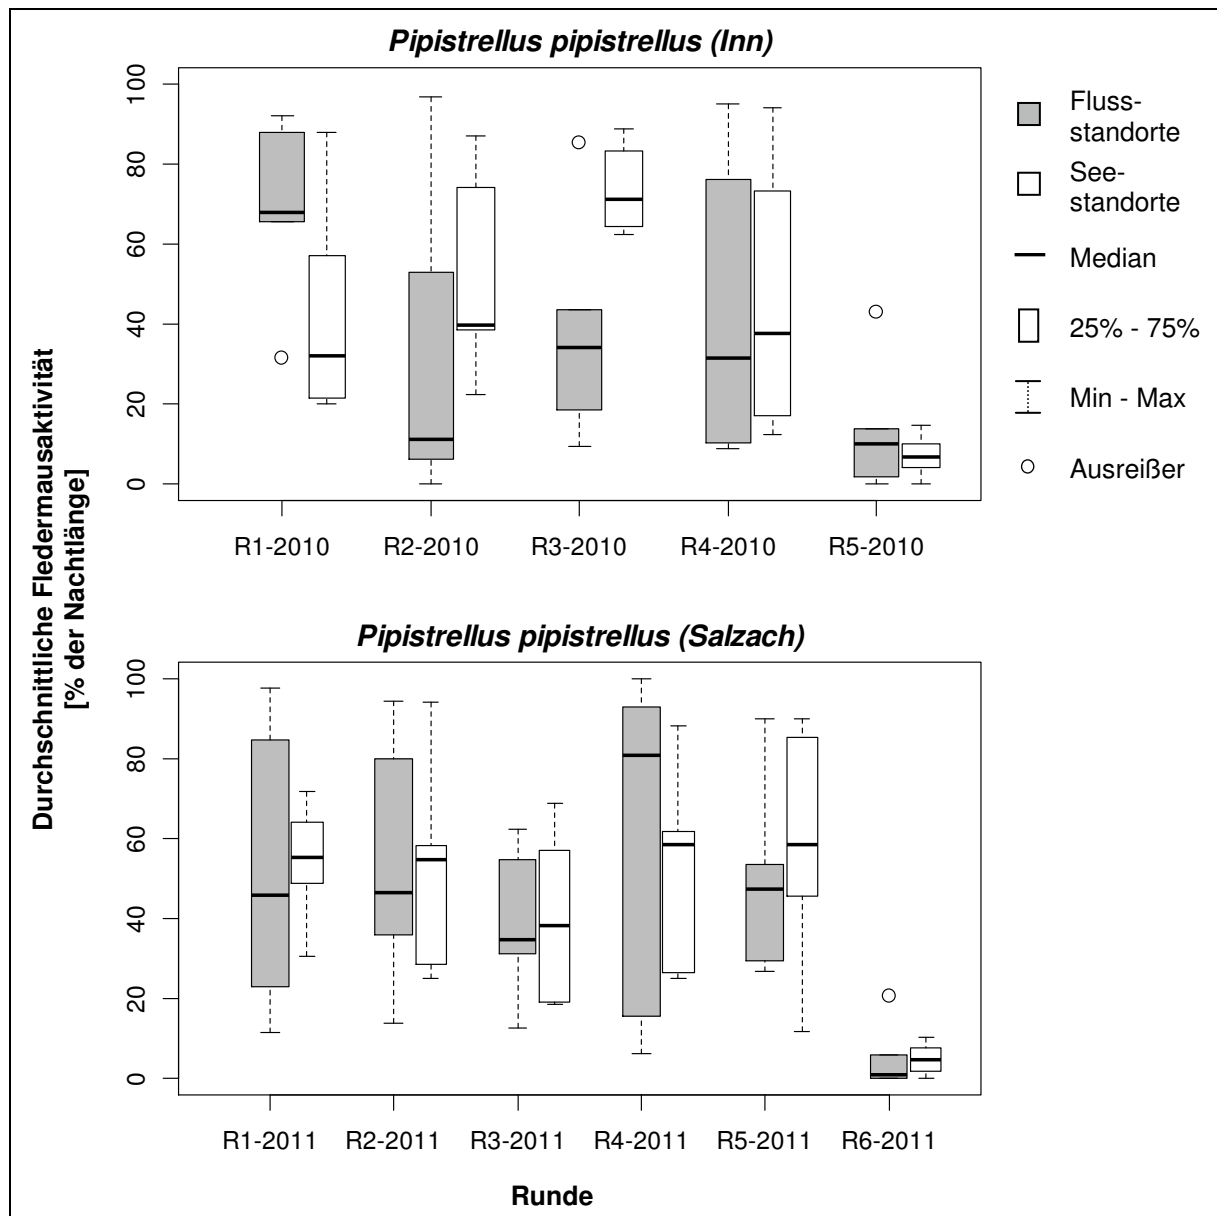 Pipistrellus pipistrellus (Inn)
100
80
60
40
20
0
R1-2010
R2-2010
R3-2010
R4-2010
R5-2010
Fluss-
standorte
See-
standorte
Median
25% - 75%
Min - Max
Ausreißer
Durchschnittliche Fledermausaktivität
[% der Nachtlänge]
Pipistrellus pipistrellus (Salzach)
100
80
60
40
20
0
R1-2011
R2-2011
R3-2011
R4-2011
R5-2011
R6-2011
Runde